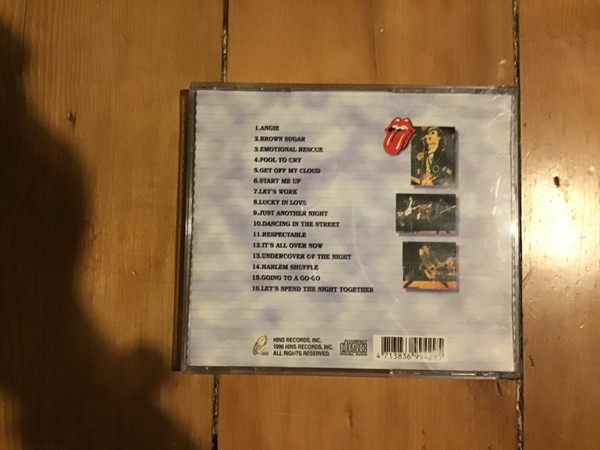 1.ANGIE
2.BROWN SUGAR
3.EMOTIONAL RESCUE
4.FOOL TO CRY
5.GET OFF MY CLOUD
6.START ME UP
7.LET'S WORK
8.LUCKY IN LOVE
9.JUST ANOTHER NIGHT
10.DANCING IN THE STREET
11.RESPECTABLE
12.IT'S ALL OVER NOW
13.UNDERCOVER OF THE NIGHT
14.HARLEM SHUFFLE
15.GOING TO A GO-GO
16.LET'S SPEND THE NIGHT TOGETHER
HINS RECORDS, INC.
1996 HINS RECORDS, INC.
ALL RIGHTS RESERVED.